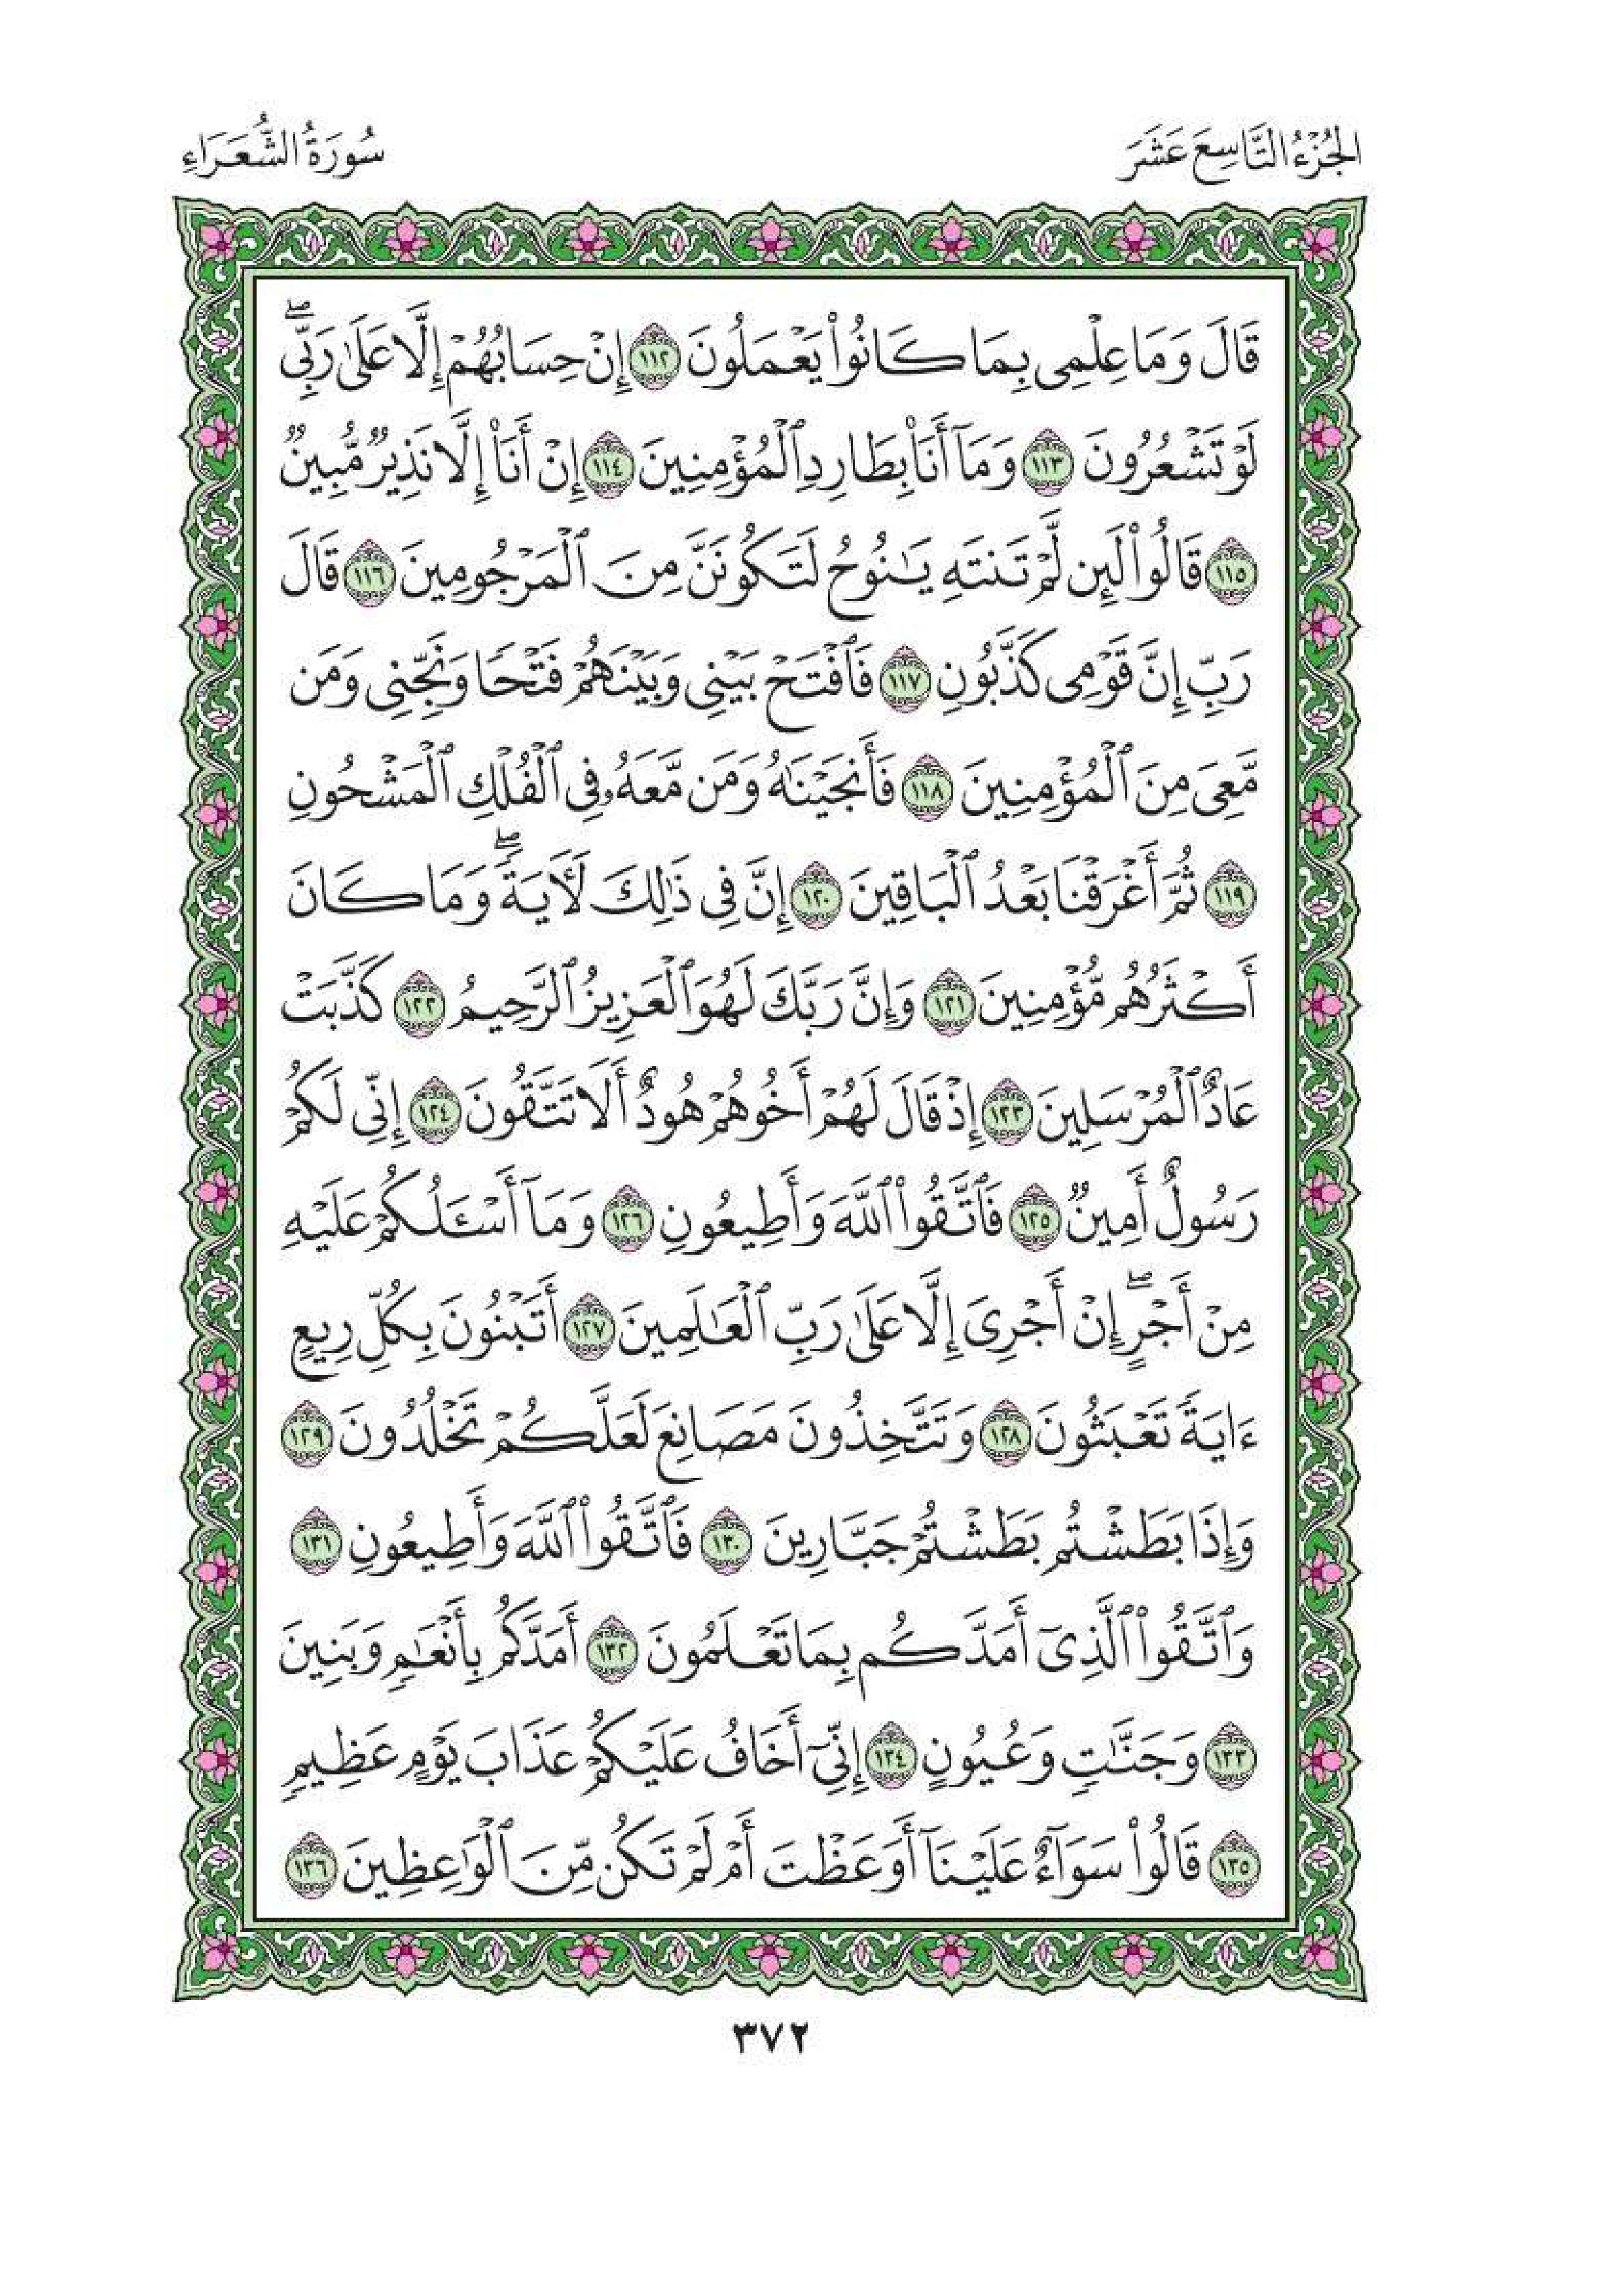 الجُزْءُ التَّاسِعَ عَشَرَ
سُورَةُ الشُّعَرَاءِ
قَالَ وَمَا عِلْمِى بِمَا كَانُوا۟ يَعْمَلُونَ ١١٢ إِنْ حِسَابُهُمْ إِلَّا عَلَىٰ رَبِّىۖ
لَوْ تَشْعُرُونَ ١١٣ وَمَآ أَنَا۠ بِطَارِدِ ٱلْمُؤْمِنِينَ ١١٤ إِنْ أَنَا۠ إِلَّا نَذِيرٌ مُّبِينٌ
١١٥ قَالُوا۟ لَئِن لَّمْ تَنتَهِ يَـٰنُوحُ لَتَكُونَنَّ مِنَ ٱلْمَرْجُومِينَ ١١٦ قَالَ
رَبِّ إِنَّ قَوْمِى كَذَّبُونِ ١١٧ فَٱفْتَحْ بَيْنِى وَبَيْنَهُمْ فَتْحًا وَنَجِّنِى وَمَن
مَّعِىَ مِنَ ٱلْمُؤْمِنِينَ ١١٨ فَأَنجَيْنَـٰهُ وَمَن مَّعَهُۥ فِى ٱلْفُلْكِ ٱلْمَشْحُونِ
١١٩ ثُمَّ أَغْرَقْنَا بَعْدُ ٱلْبَاقِينَ ١٢٠ إِنَّ فِى ذَٰلِكَ لَـَٔايَةًۖ وَمَا كَانَ
أَكْثَرُهُم مُّؤْمِنِينَ ١٢١ وَإِنَّ رَبَّكَ لَهُوَ ٱلْعَزِيزُ ٱلرَّحِيمُ ١٢٢ كَذَّبَتْ
عَادٌ ٱلْمُرْسَلِينَ ١٢٣ إِذْ قَالَ لَهُمْ أَخُوهُمْ هُودٌ أَلَا تَتَّقُونَ ١٢٤ إِنِّى لَكُمْ
رَسُولٌ أَمِينٌ ١٢٥ فَٱتَّقُوا۟ ٱللَّهَ وَأَطِيعُونِ ١٢٦ وَمَآ أَسْـَٔلُكُمْ عَلَيْهِ
مِنْ أَجْرٍۖ إِنْ أَجْرِىَ إِلَّا عَلَىٰ رَبِّ ٱلْعَـٰلَمِينَ ١٢٧ أَتَبْنُونَ بِكُلِّ رِيعٍ
ءَايَةً تَعْبَثُونَ ١٢٨ وَتَتَّخِذُونَ مَصَانِعَ لَعَلَّكُمْ تَخْلُدُونَ ١٢٩
وَإِذَا بَطَشْتُم بَطَشْتُمْ جَبَّارِينَ ١٣٠ فَٱتَّقُوا۟ ٱللَّهَ وَأَطِيعُونِ ١٣١
وَٱتَّقُوا۟ ٱلَّذِىٓ أَمَدَّكُم بِمَا تَعْلَمُونَ ١٣٢ أَمَدَّكُم بِأَنْعَـٰمٍ وَبَنِينَ
١٣٣ وَجَنَّـٰتٍ وَعُيُونٍ ١٣٤ إِنِّىٓ أَخَافُ عَلَيْكُمْ عَذَابَ يَوْمٍ عَظِيمٍ
١٣٥ قَالُوا۟ سَوَآءٌ عَلَيْنَآ أَوَعَظْتَ أَمْ لَمْ تَكُن مِّنَ ٱلْوَٰعِظِينَ ١٣٦
٣٧٢